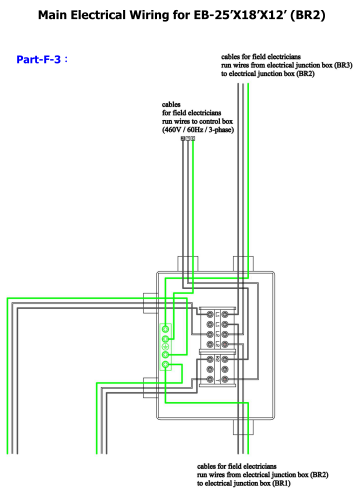 Main Electrical Wiring for EB-25'X18'X12' (BR2)
Part-F-3 :
cables for field electricians
run wires from electrical junction box (BR3)
to electrical junction box (BR2)
cables
for field electricians
run wires to control box
(460V / 60Hz / 3-phase)
cables for field electricians
run wires from electrical junction box (BR2)
to electrical junction box (BR1)